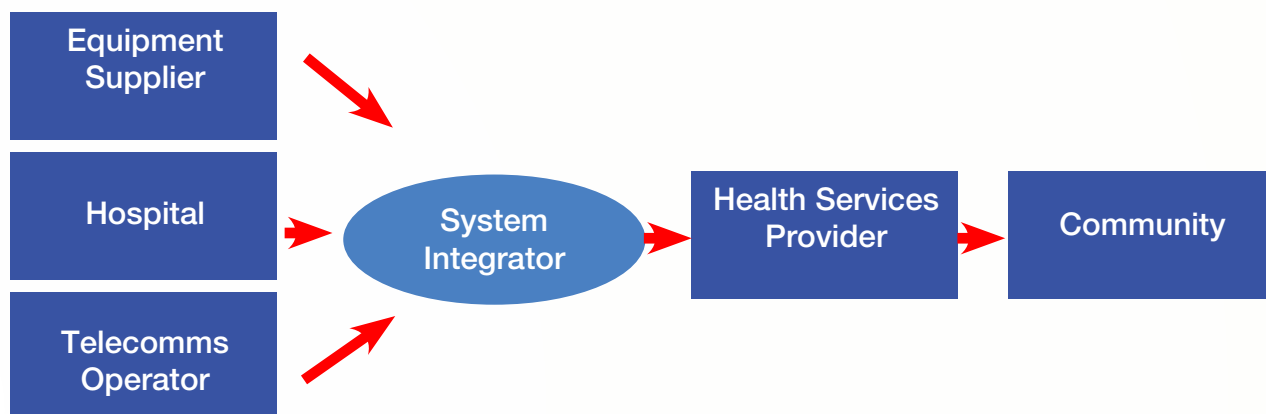 Equipment
Supplier
Hospital
Telecomms
Operator
System
Integrator
Health Services
Provider
Community